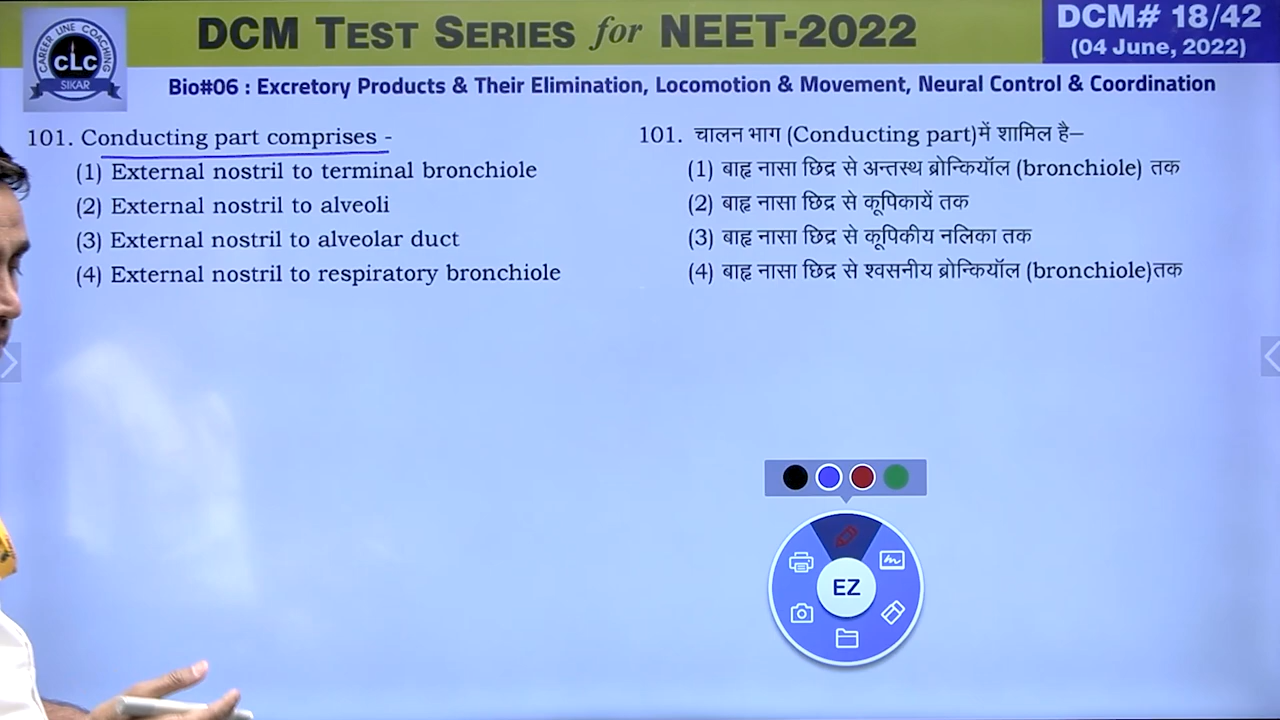 CAREER LINE COACHING
CLC
SIKAR
DCM TEST SERIES for NEET-2022
DCM# 18/42
(04 June, 2022)
Bio#06 : Excretory Products & Their Elimination, Locomotion & Movement, Neural Control & Coordination
101. Conducting part comprises -
(1) External nostril to terminal bronchiole
(2) External nostril to alveoli
(3) External nostril to alveolar duct
(4) External nostril to respiratory bronchiole
101. चालन भाग (Conducting part)में शामिल है–
(1) बाह्य नासा छिद्र से अन्तस्थ ब्रोन्कियॉल (bronchiole) तक
(2) बाह्य नासा छिद्र से कूपिकायें तक
(3) बाह्य नासा छिद्र से कूपिकीय नलिका तक
(4) बाह्य नासा छिद्र से श्वसनीय ब्रोन्कियॉल (bronchiole)तक
EZ